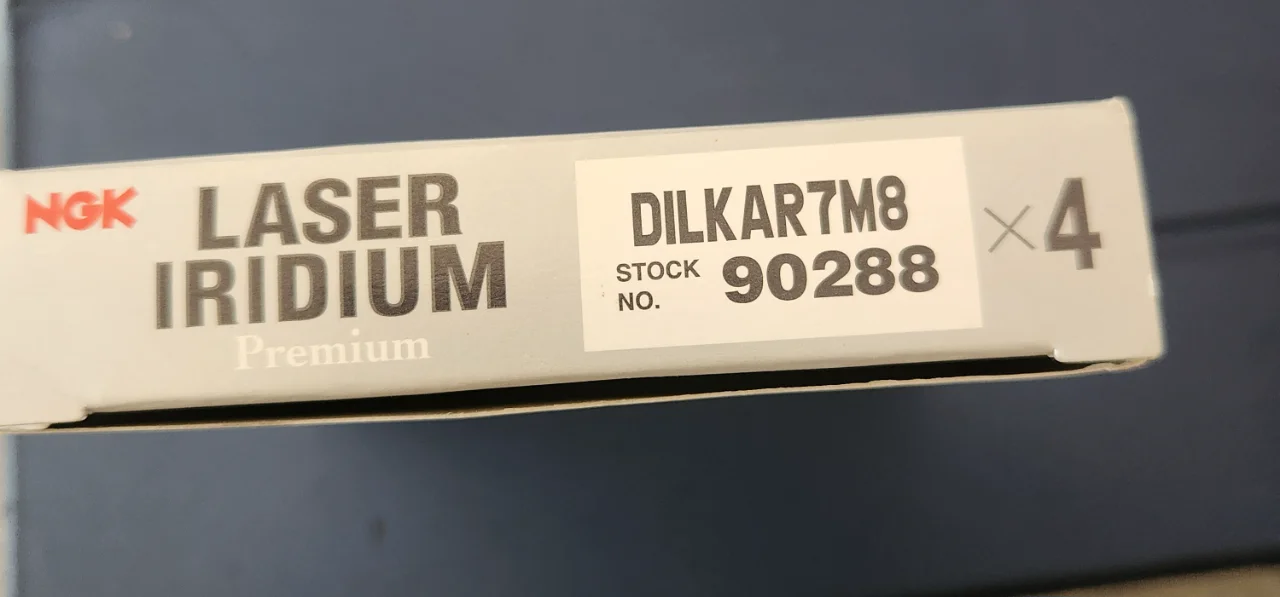 NGK
LASER
IRIDIUM
Premium
DILKAR7M8
STOCK
NO.
90288
×4